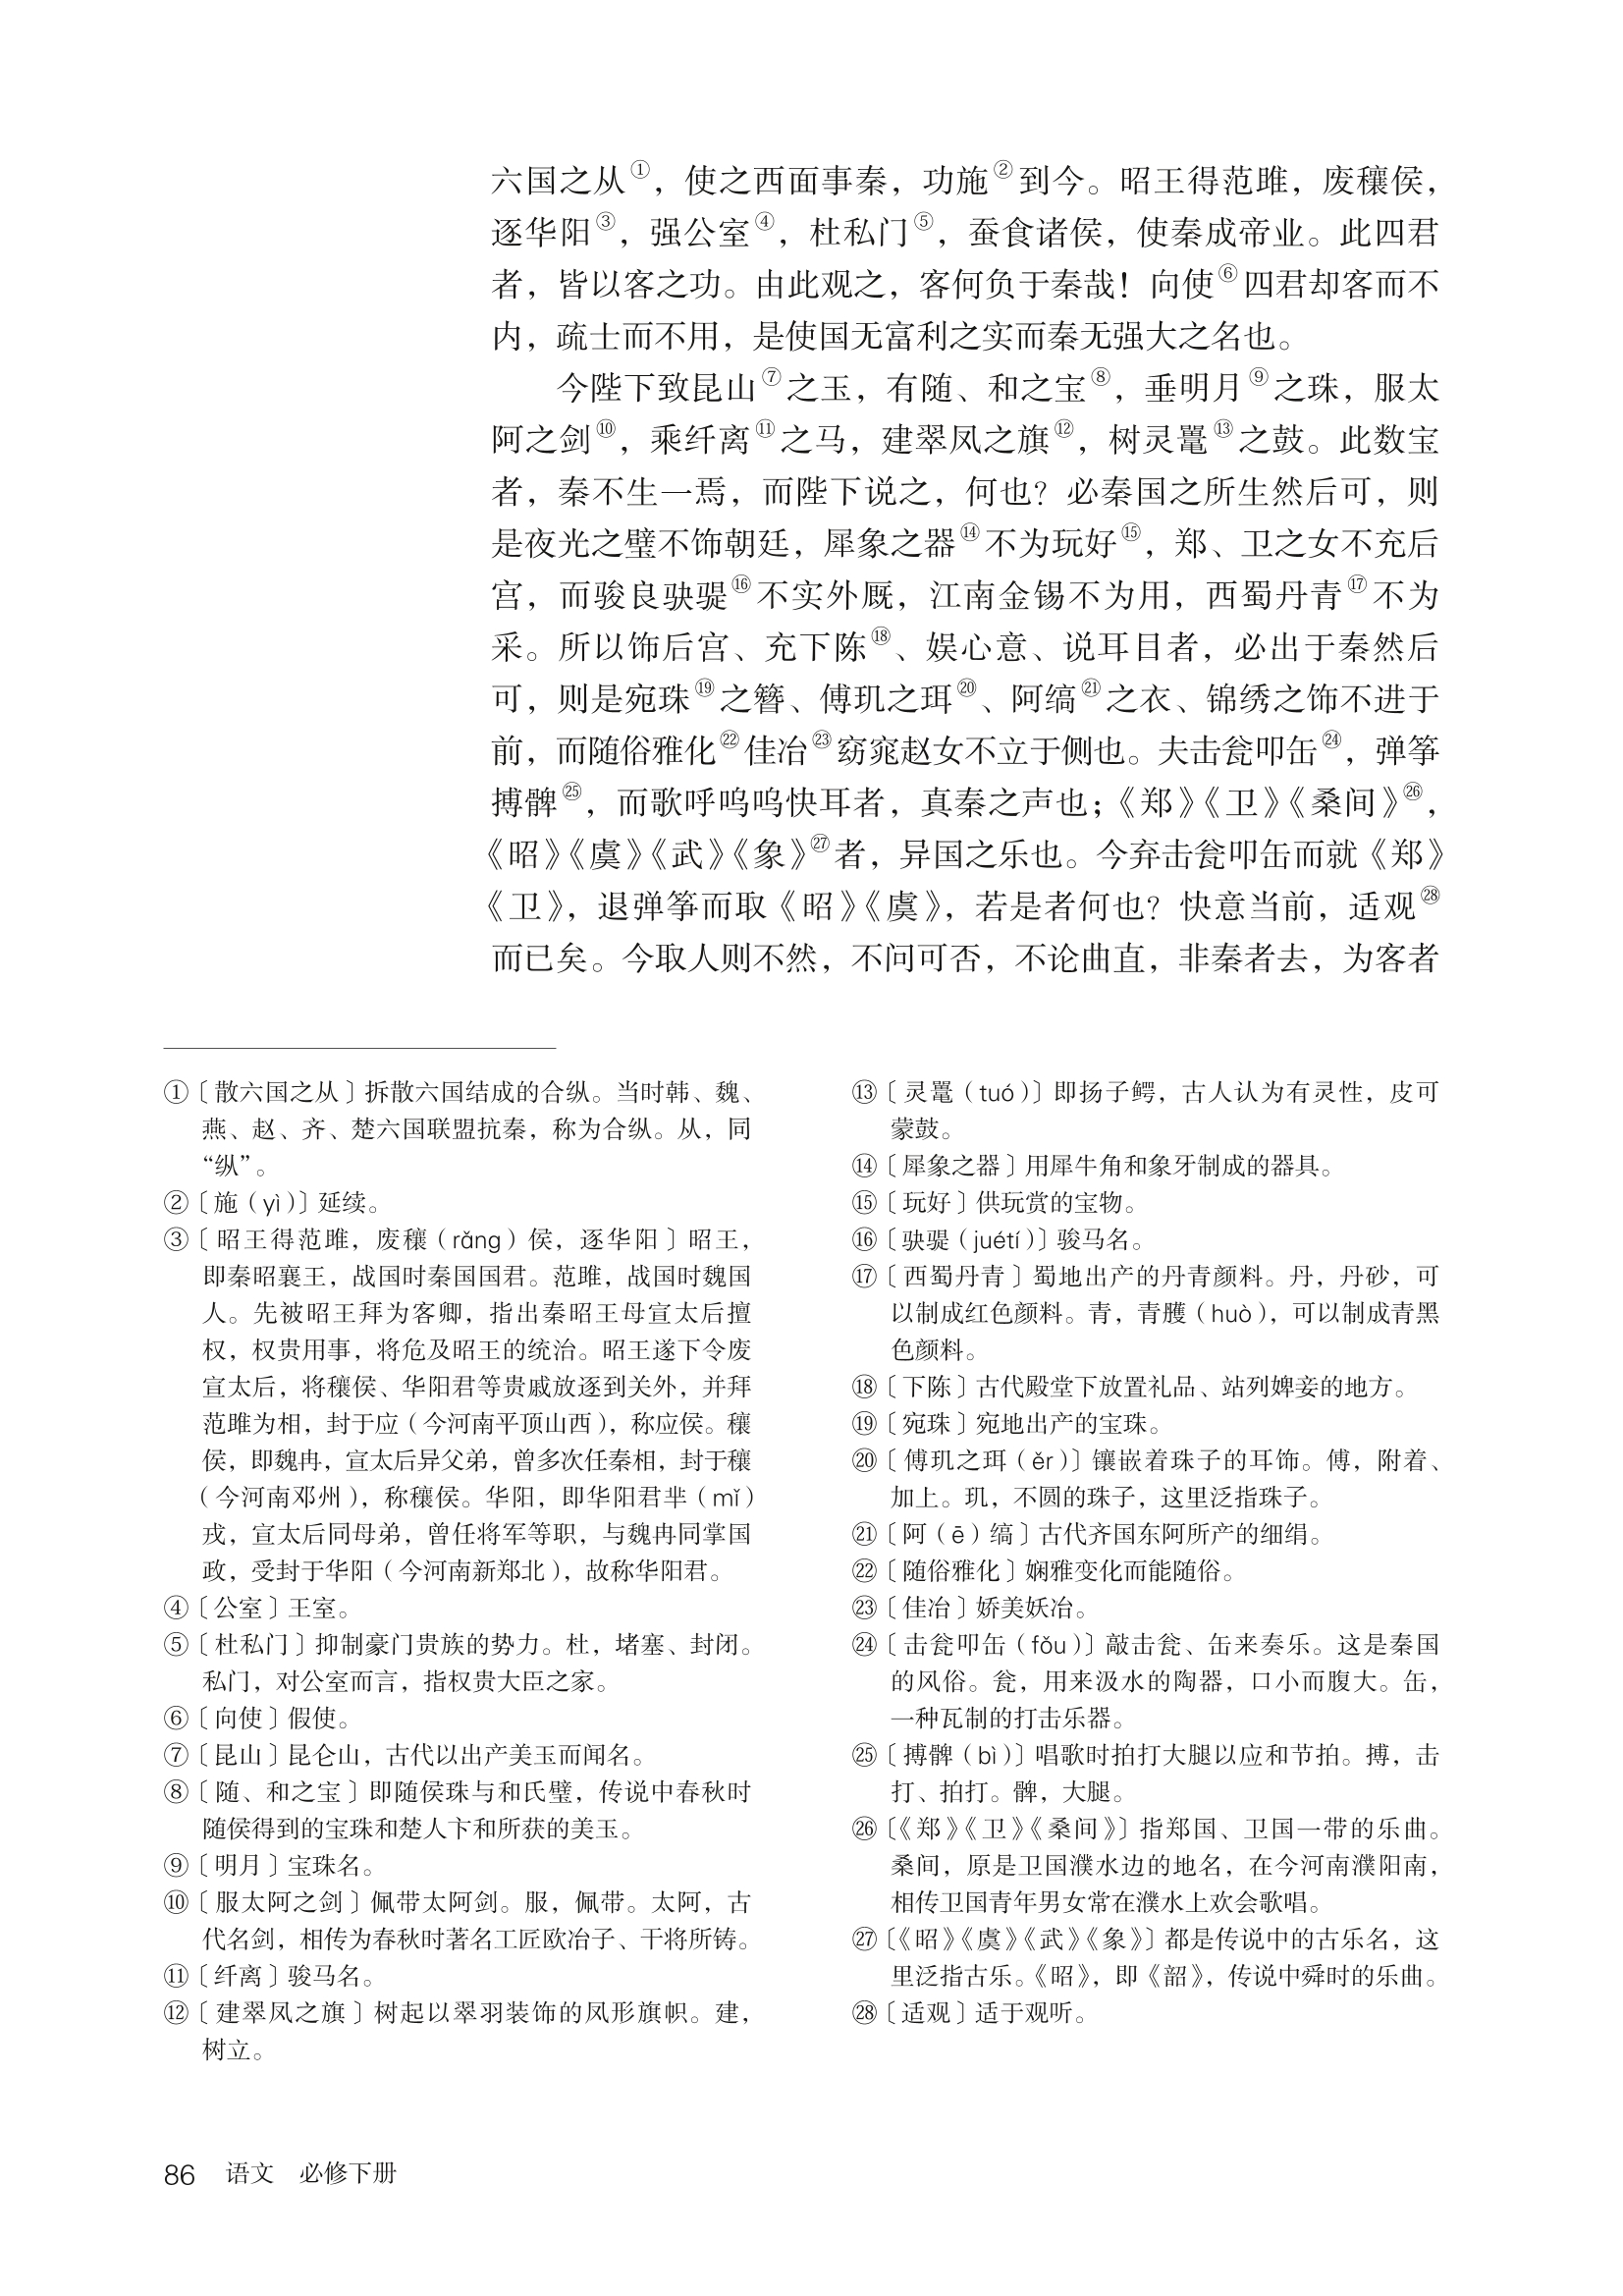 六国之从①，使之西面事秦，功施②到今。昭王得范雎，废穰侯，
逐华阳③，强公室④，杜私门⑤，蚕食诸侯，使秦成帝业。此四君
者，皆以客之功。由此观之，客何负于秦哉！向使⑥四君却客而不
内，疏士而不用，是使国无富利之实而秦无强大之名也。
今陛下致昆山⑦之玉，有随、和之宝⑧，垂明月⑨之珠，服太
阿之剑⑩，乘纤离⑪之马，建翠凤之旗⑫，树灵鼍⑬之鼓。此数宝
者，秦不生一焉，而陛下说之，何也？必秦国之所生然后可，则
是夜光之璧不饰朝廷，犀象之器⑭不为玩好⑮，郑、卫之女不充后
宫，而骏良𫘝𫘨⑯不实外厩，江南金锡不为用，西蜀丹青⑰不为
采。所以饰后宫、充下陈⑱、娱心意、说耳目者，必出于秦然后
可，则是宛珠⑲之簪、傅玑之珥⑳、阿缟㉑之衣、锦绣之饰不进于
前，而随俗雅化㉒佳冶㉓窈窕赵女不立于侧也。夫击瓮叩缶㉔，弹筝
搏髀㉕，而歌呼呜呜快耳者，真秦之声也；《郑》《卫》《桑间》㉖，
《昭》《虞》《武》《象》㉗者，异国之乐也。今弃击瓮叩缶而就《郑》
《卫》，退弹筝而取《昭》《虞》，若是者何也？快意当前，适观㉘
而已矣。今取人则不然，不问可否，不论曲直，非秦者去，为客者
①〔散六国之从〕拆散六国结成的合纵。当时韩、魏、
燕、赵、齐、楚六国联盟抗秦，称为合纵。从，同
“纵”。
②〔施（yì）〕延续。
③〔昭王得范雎，废穰（rǎng）侯，逐华阳〕昭王，
即秦昭襄王，战国时秦国国君。范雎，战国时魏国
人。先被昭王拜为客卿，指出秦昭王母宣太后擅
权，权贵用事，将危及昭王的统治。昭王遂下令废
宣太后，将穰侯、华阳君等贵戚放逐到关外，并拜
范雎为相，封于应（今河南平顶山西），称应侯。穰
侯，即魏冉，宣太后异父弟，曾多次任秦相，封于穰
（今河南邓州），称穰侯。华阳，即华阳君芈（mǐ）
戎，宣太后同母弟，曾任将军等职，与魏冉同掌国
政，受封于华阳（今河南新郑北），故称华阳君。
④〔公室〕王室。
⑤〔杜私门〕抑制豪门贵族的势力。杜，堵塞、封闭。
私门，对公室而言，指权贵大臣之家。
⑥〔向使〕假使。
⑦〔昆山〕昆仑山，古代以出产美玉而闻名。
⑧〔随、和之宝〕即随侯珠与和氏璧，传说中春秋时
随侯得到的宝珠和楚人卞和所获的美玉。
⑨〔明月〕宝珠名。
⑩〔服太阿之剑〕佩带太阿剑。服，佩带。太阿，古
代名剑，相传为春秋时著名工匠欧冶子、干将所铸。
⑪〔纤离〕骏马名。
⑫〔建翠凤之旗〕树起以翠羽装饰的凤形旗帜。建，
树立。
⑬〔灵鼍（tuó）〕即扬子鳄，古人认为有灵性，皮可
蒙鼓。
⑭〔犀象之器〕用犀牛角和象牙制成的器具。
⑮〔玩好〕供玩赏的宝物。
⑯〔𫘝𫘨（juétí）〕骏马名。
⑰〔西蜀丹青〕蜀地出产的丹青颜料。丹，丹砂，可
以制成红色颜料。青，青雘（huò），可以制成青黑
色颜料。
⑱〔下陈〕古代殿堂下放置礼品、站列婢妾的地方。
⑲〔宛珠〕宛地出产的宝珠。
⑳〔傅玑之珥（ěr）〕镶嵌着珠子的耳饰。傅，附着、
加上。玑，不圆的珠子，这里泛指珠子。
㉑〔阿（ē）缟〕古代齐国东阿所产的细绢。
㉒〔随俗雅化〕娴雅变化而能随俗。
㉓〔佳冶〕娇美妖冶。
㉔〔击瓮叩缶（fǒu）〕敲击瓮、缶来奏乐。这是秦国
的风俗。瓮，用来汲水的陶器，口小而腹大。缶，
一种瓦制的打击乐器。
㉕〔搏髀（bì）〕唱歌时拍打大腿以应和节拍。搏，击
打、拍打。髀，大腿。
㉖〔《郑》《卫》《桑间》〕指郑国、卫国一带的乐曲。
桑间，原是卫国濮水边的地名，在今河南濮阳南，
相传卫国青年男女常在濮水上欢会歌唱。
㉗〔《昭》《虞》《武》《象》〕都是传说中的古乐名，这
里泛指古乐。《昭》，即《韶》，传说中舜时的乐曲。
㉘〔适观〕适于观听。
86 语文 必修下册